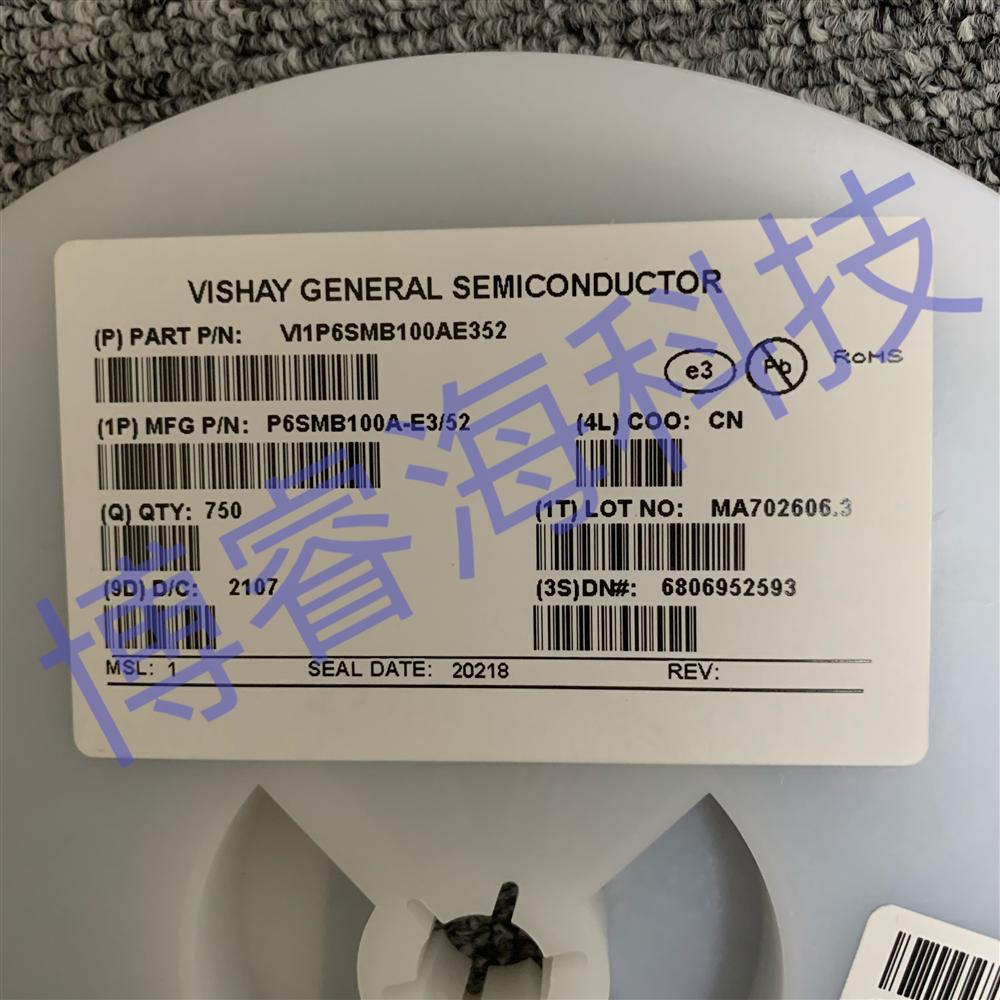 VISHAY GENERAL SEMICONDUCTOR
(P) PART P/N: VI1P6SMB100AE352
e3 Pb RoHS
(1P) MFG P/N: P6SMB100A-E3/52 (4L) COO: CN
(Q) QTY: 750 (1T) LOT NO: MA702606.3
(9D) D/C: 2107 (3S)DN#: 6806952593
MSL: 1 SEAL DATE: 20218 REV:
博睿海科技